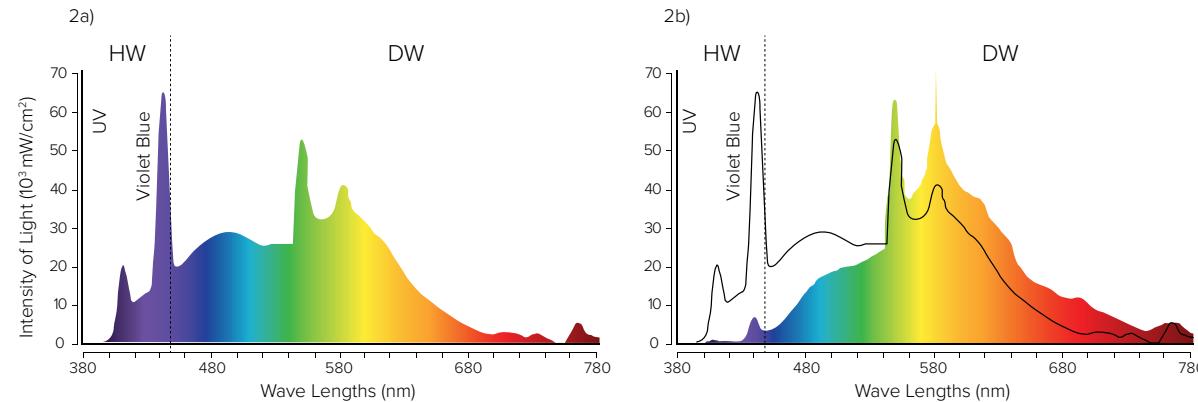 2a)
HW
DW
UV
Violet Blue
Intensity of Light (10³ mW/cm²)
70
60
50
40
30
20
10
0
380
480
580
680
780
Wave Lengths (nm)
2b)
HW
DW
UV
Violet Blue
70
60
50
40
30
20
10
0
380
480
580
680
780
Wave Lengths (nm)